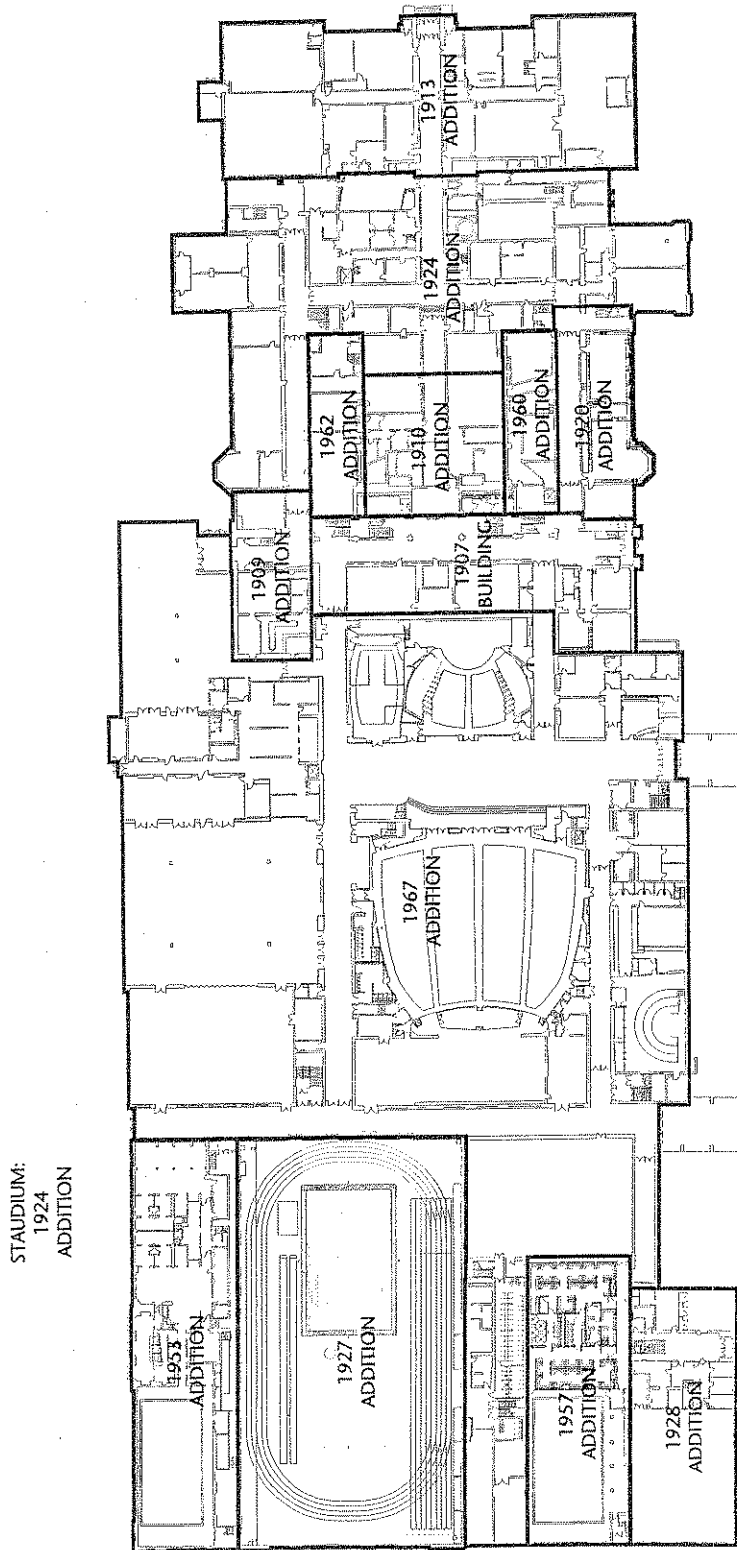 1913
ADDITION
1924
ADDITION
1962
ADDITION
1910
ADDITION
1960
ADDITION
1920
ADDITION
1909
ADDITION
1907
BUILDING
1967
ADDITION
STAUDIUM:
1924
ADDITION
1953
ADDITION
1927
ADDITION
1957
ADDITION
1928
ADDITION